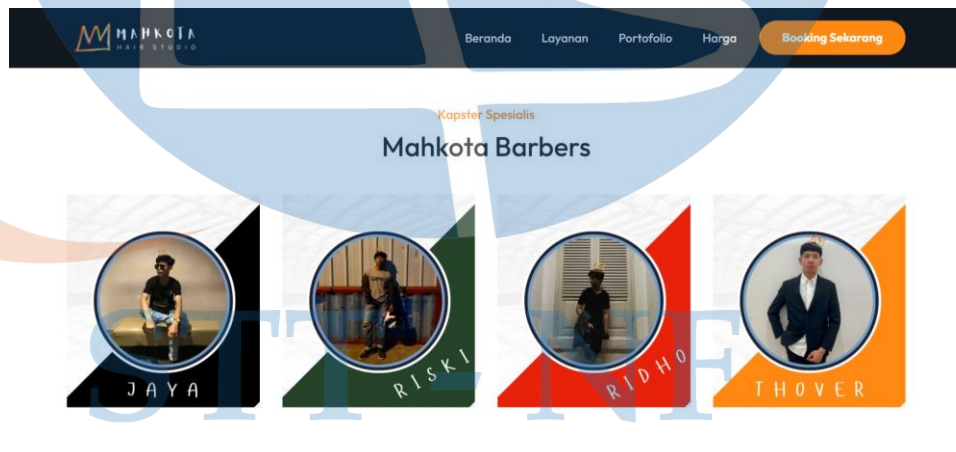 MAHKOTA
HAIR STUDIO
Beranda Layanan Portofolio Harga Booking Sekarang
Kapster Spesialis
Mahkota Barbers
JAYA
RISKI
RIDHO
THOVER
STT - NF